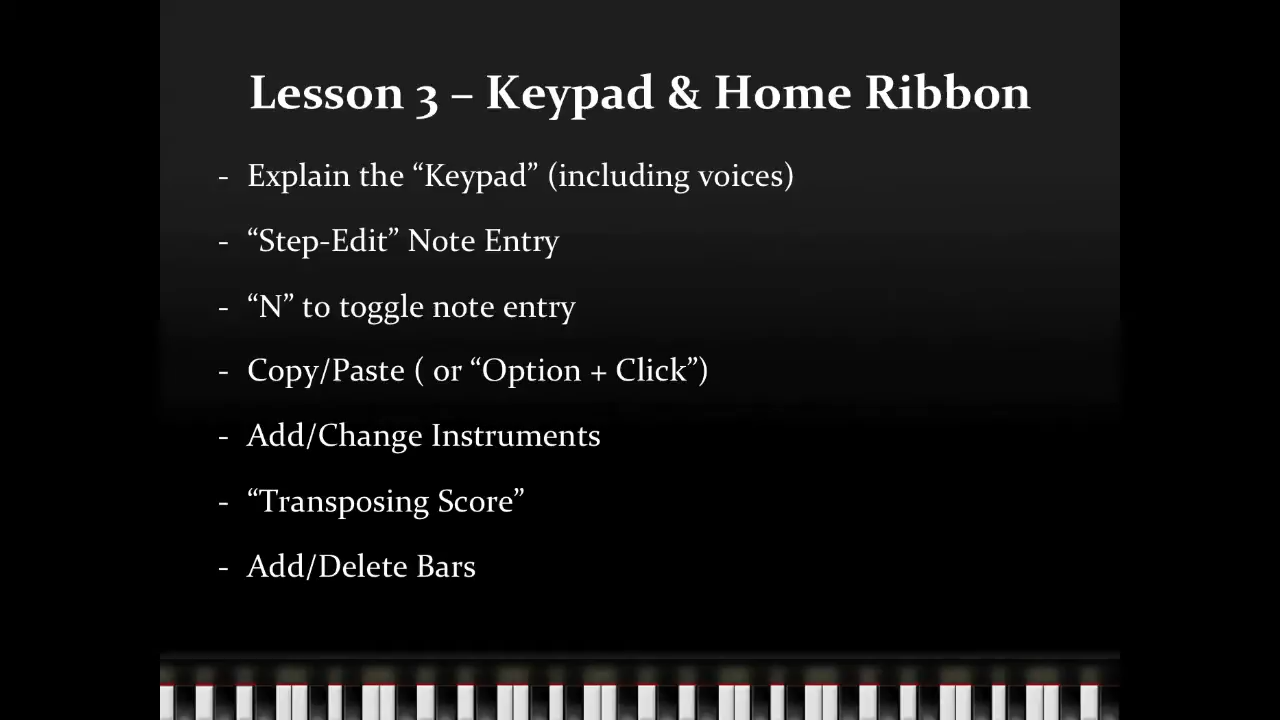 Lesson 3 – Keypad & Home Ribbon
- Explain the “Keypad” (including voices)
- “Step-Edit” Note Entry
- “N” to toggle note entry
- Copy/Paste ( or “Option + Click”)
- Add/Change Instruments
- “Transposing Score”
- Add/Delete Bars